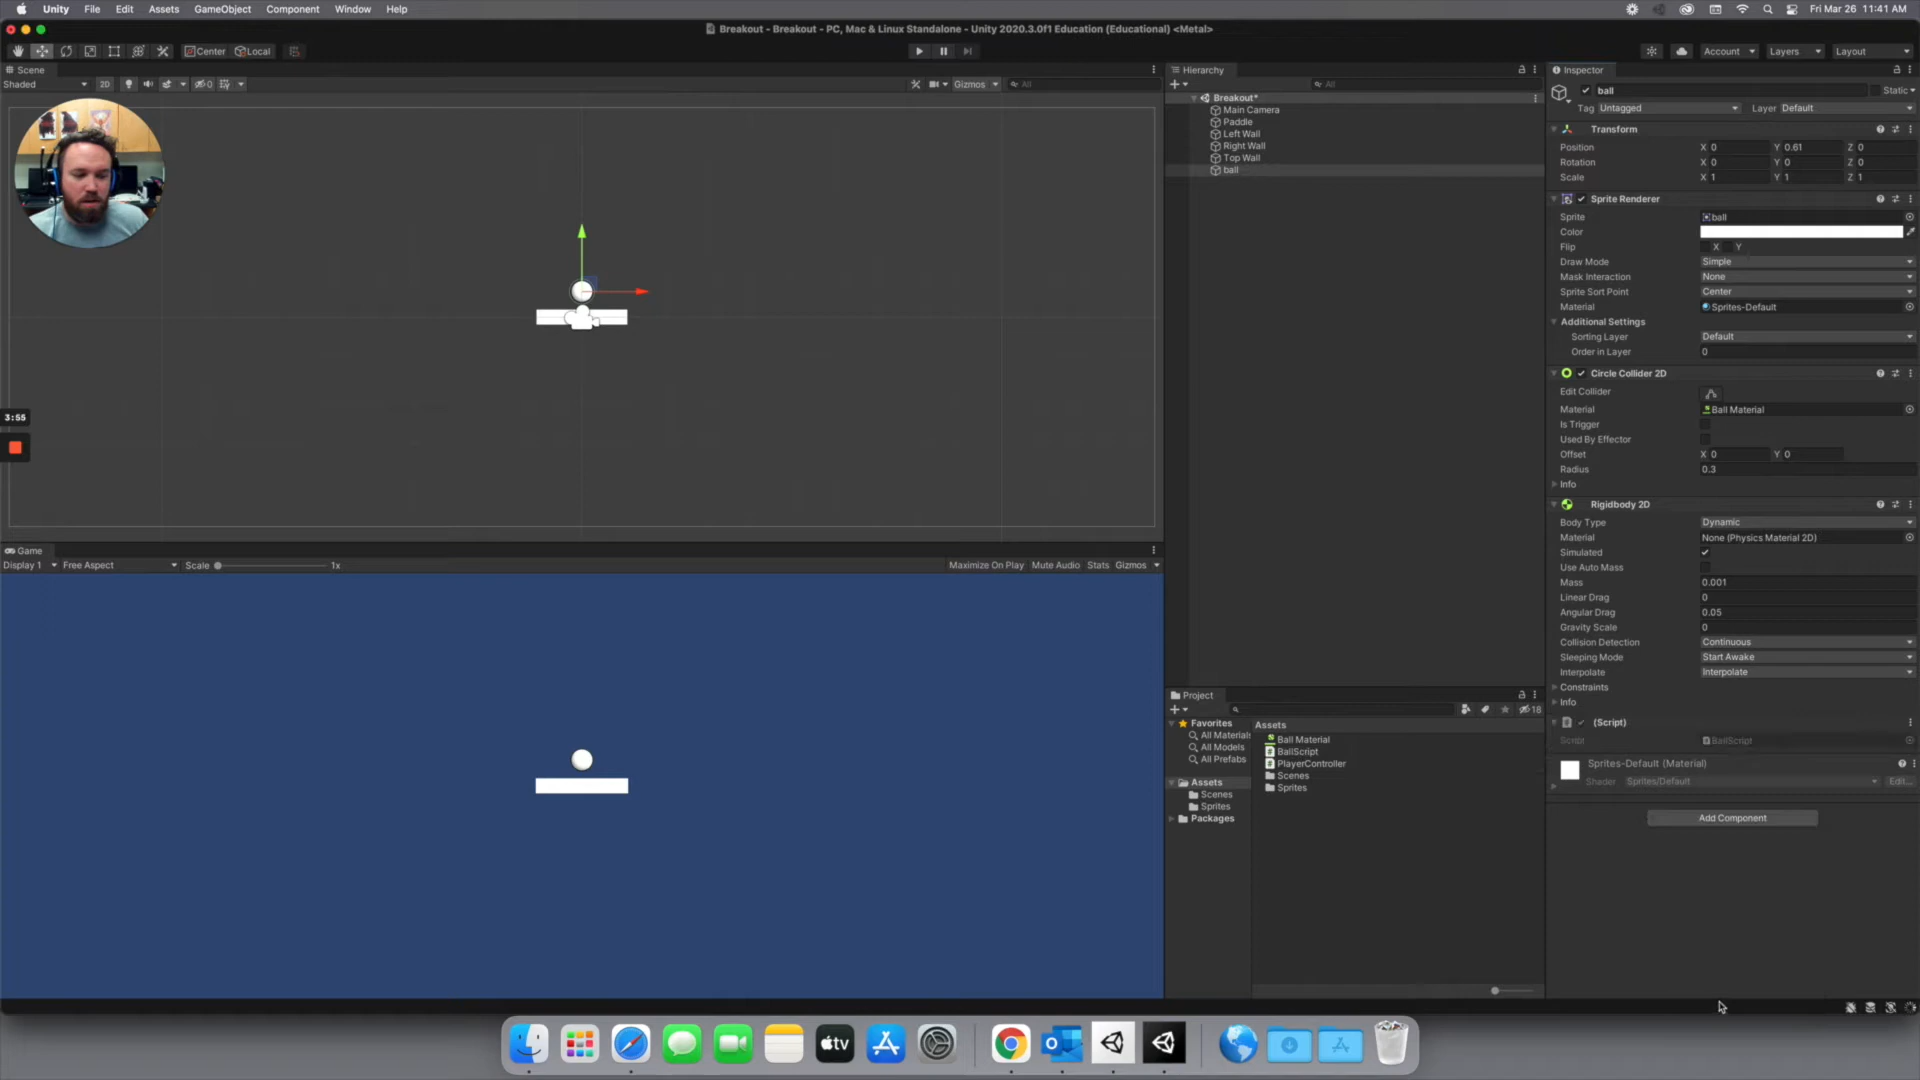 Unity File Edit Assets GameObject Component Window Help Fri Mar 26 11:41 AM
Breakout - Breakout - PC, Mac & Linux Standalone - Unity 2020.3.0f1 Education (Educational) <Metal>
Center Local Account Layers Layout
Scene
Shaded 2D 0 Gizmos All
3:55
Game
Display 1 Free Aspect Scale 1x Maximize On Play Mute Audio Stats Gizmos
Hierarchy
All
Breakout*
Main Camera
Paddle
Left Wall
Right Wall
Top Wall
ball
Project
18
Favorites
All Materials
All Models
All Prefabs
Assets
Scenes
Sprites
Packages
Assets
Ball Material
BallScript
PlayerController
Scenes
Sprites
Inspector
ball Static
Tag Untagged Layer Default
Transform
Position X 0 Y 0.61 Z 0
Rotation X 0 Y 0 Z 0
Scale X 1 Y 1 Z 1
Sprite Renderer
Sprite ball
Color
Flip X Y
Draw Mode Simple
Mask Interaction None
Sprite Sort Point Center
Material Sprites-Default
Additional Settings
Sorting Layer Default
Order in Layer 0
Circle Collider 2D
Edit Collider
Material Ball Material
Is Trigger
Used By Effector
Offset X 0 Y 0
Radius 0.3
Info
Rigidbody 2D
Body Type Dynamic
Material None (Physics Material 2D)
Simulated
Use Auto Mass
Mass 0.001
Linear Drag 0
Angular Drag 0.05
Gravity Scale 0
Collision Detection Continuous
Sleeping Mode Start Awake
Interpolate Interpolate
Constraints
Info
(Script)
Script BallScript
Sprites-Default (Material)
Shader Sprites/Default Edit...
Add Component
tv